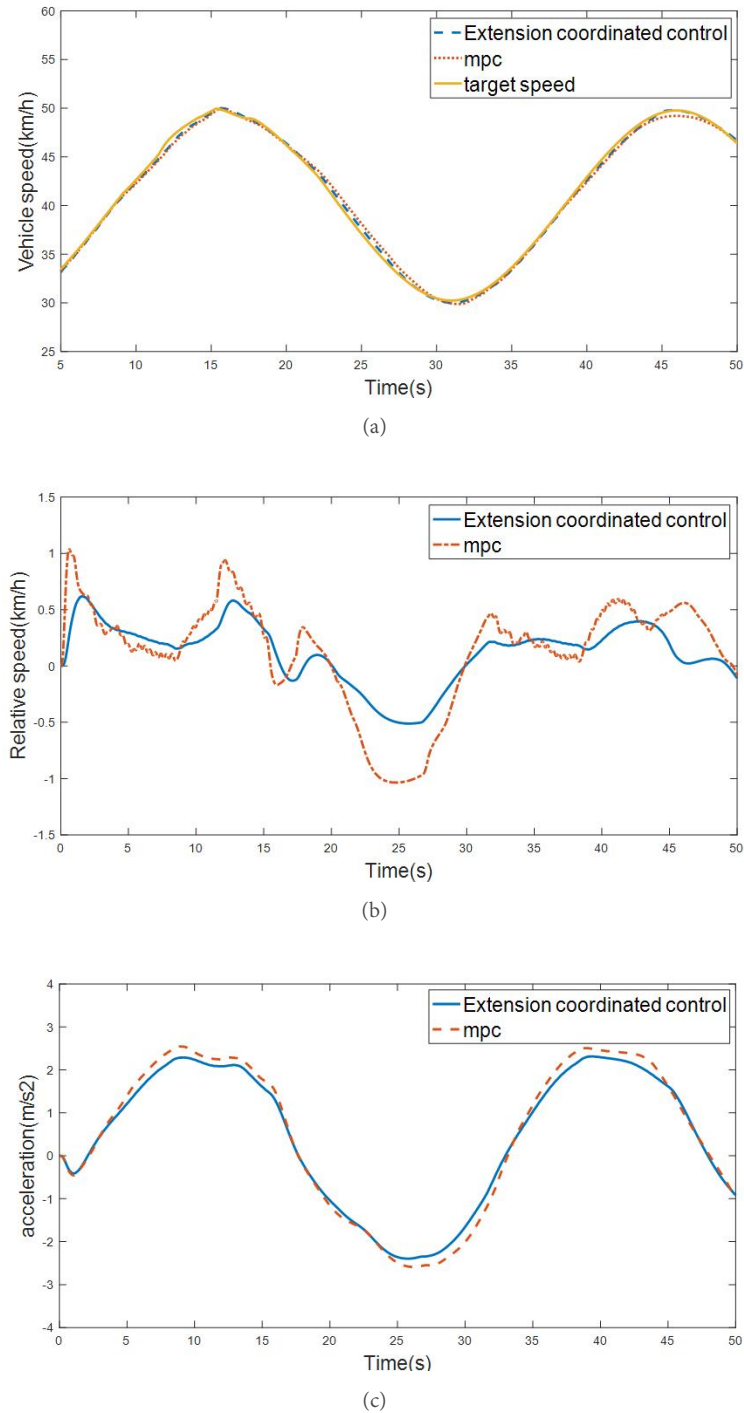 60
55
50
45
40
35
30
25
Vehicle speed(km/h)
Extension coordinated control
mpc
target speed
5 10 15 20 25 30 35 40 45 50
Time(s)
(a)
1.5
1
0.5
0
-0.5
-1
-1.5
Relative speed(km/h)
Extension coordinated control
mpc
0 5 10 15 20 25 30 35 40 45 50
Time(s)
(b)
4
3
2
1
0
-1
-2
-3
-4
acceleration(m/s2)
Extension coordinated control
mpc
0 5 10 15 20 25 30 35 40 45 50
Time(s)
(c)